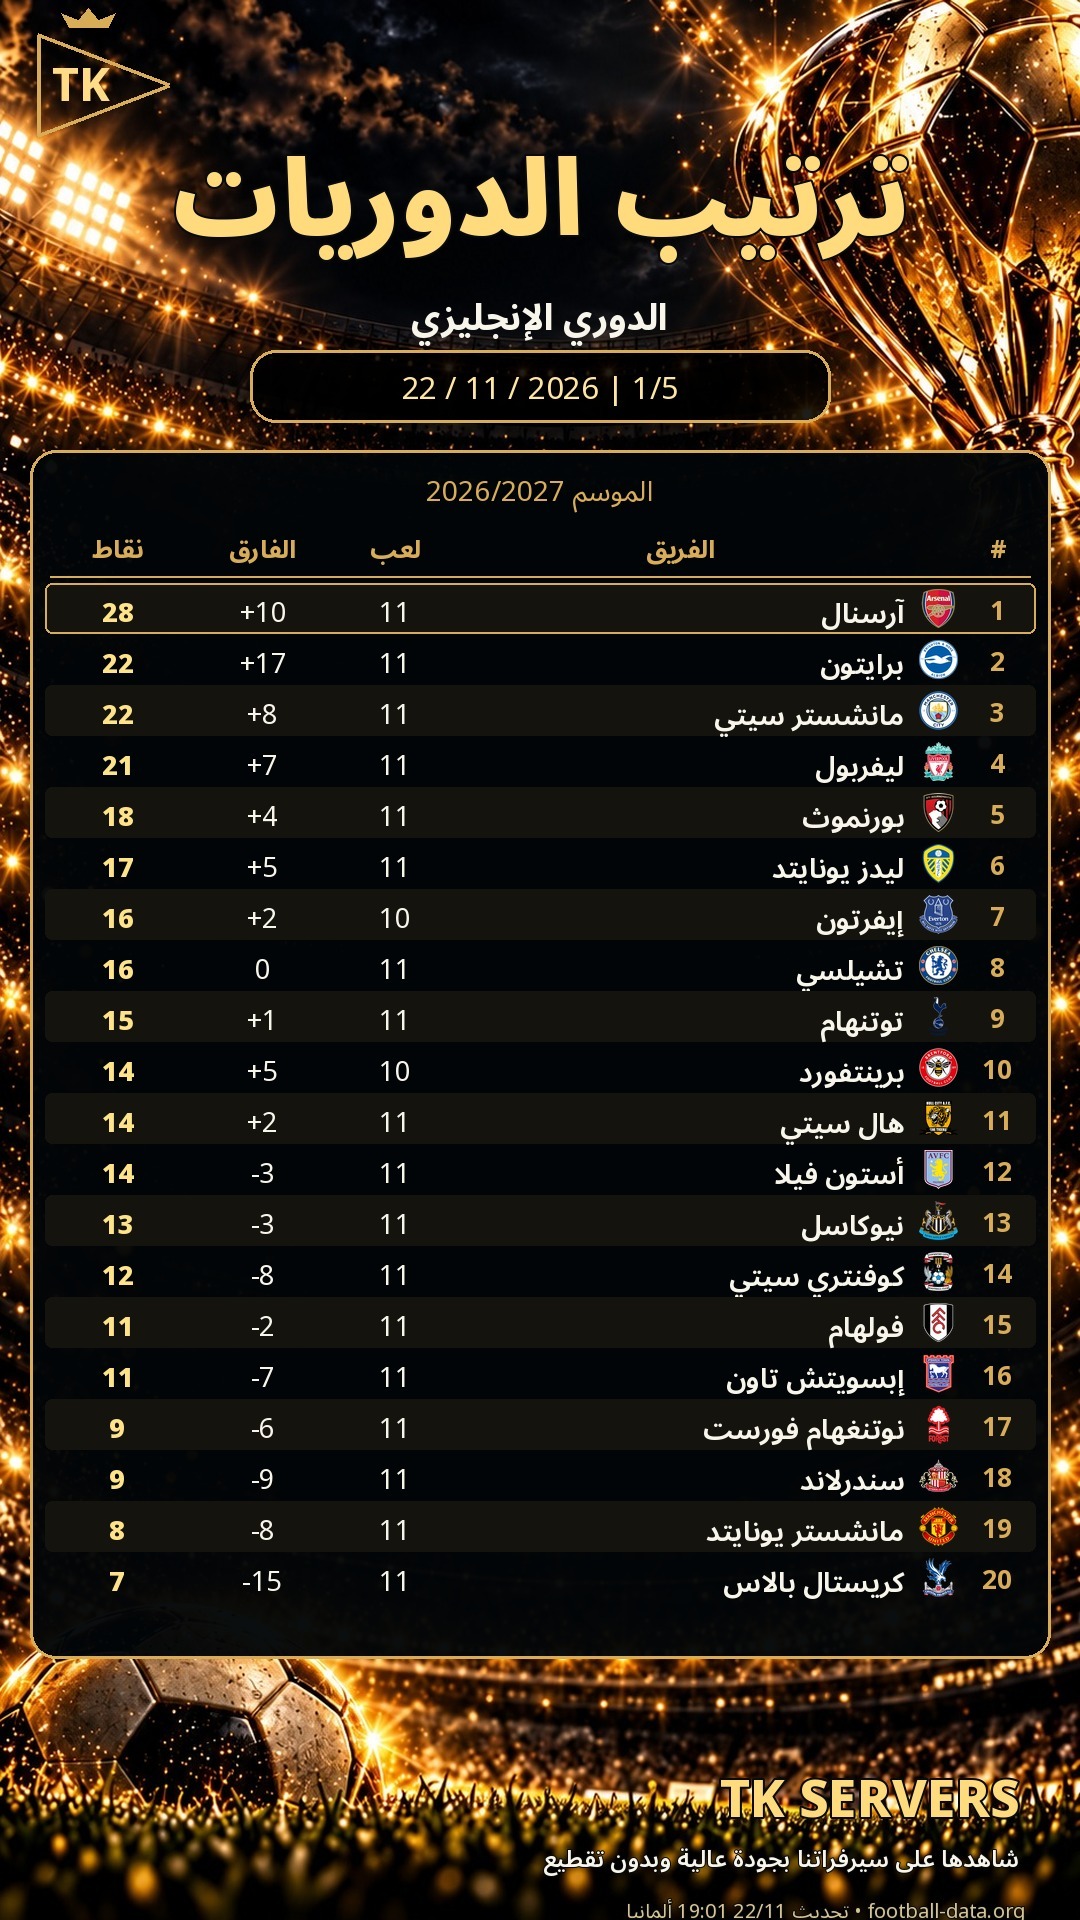 TK
ترتيب الدوريات
الدوري الإنجليزي
22 / 11 / 2026 | 1/5
الموسم 2026/2027
# الفريق لعب الفارق نقاط
1 آرسنال 11 +10 28
2 برايتون 11 +17 22
3 مانشستر سيتي 11 +8 22
4 ليفربول 11 +7 21
5 بورنموث 11 +4 18
6 ليدز يونايتد 11 +5 17
7 إيفرتون 10 +2 16
8 تشيلسي 11 0 16
9 توتنهام 11 +1 15
10 برينتفورد 10 +5 14
11 هال سيتي 11 +2 14
12 أستون فيلا 11 -3 14
13 نيوكاسل 11 -3 13
14 كوفنتري سيتي 11 -8 12
15 فولهام 11 -2 11
16 إبسويتش تاون 11 -7 11
17 نوتنغهام فورست 11 -6 9
18 سندرلاند 11 -9 9
19 مانشستر يونايتد 11 -8 8
20 كريستال بالاس 11 -15 7
TK SERVERS
شاهدها على سيرفراتنا بجودة عالية وبدون تقطيع
football-data.org • تحديث 22/11 19:01 ألمانيا